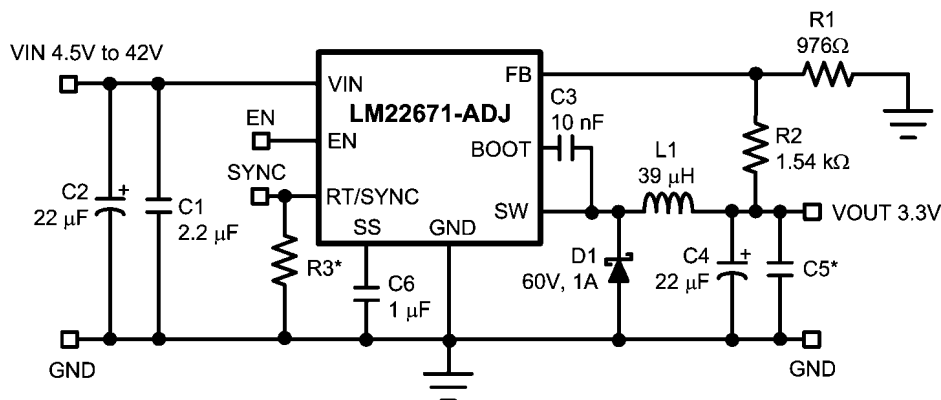 VIN 4.5V to 42V
R1
976Ω
VIN
FB
LM22671-ADJ
C3
10 nF
EN
EN
BOOT
R2
1.54 kΩ
L1
39 μH
SYNC
RT/SYNC
SW
VOUT 3.3V
C2
+
22 μF
C1
2.2 μF
SS
GND
R3*
C6
1 μF
D1
60V, 1A
C4
+
22 μF
C5*
GND
GND